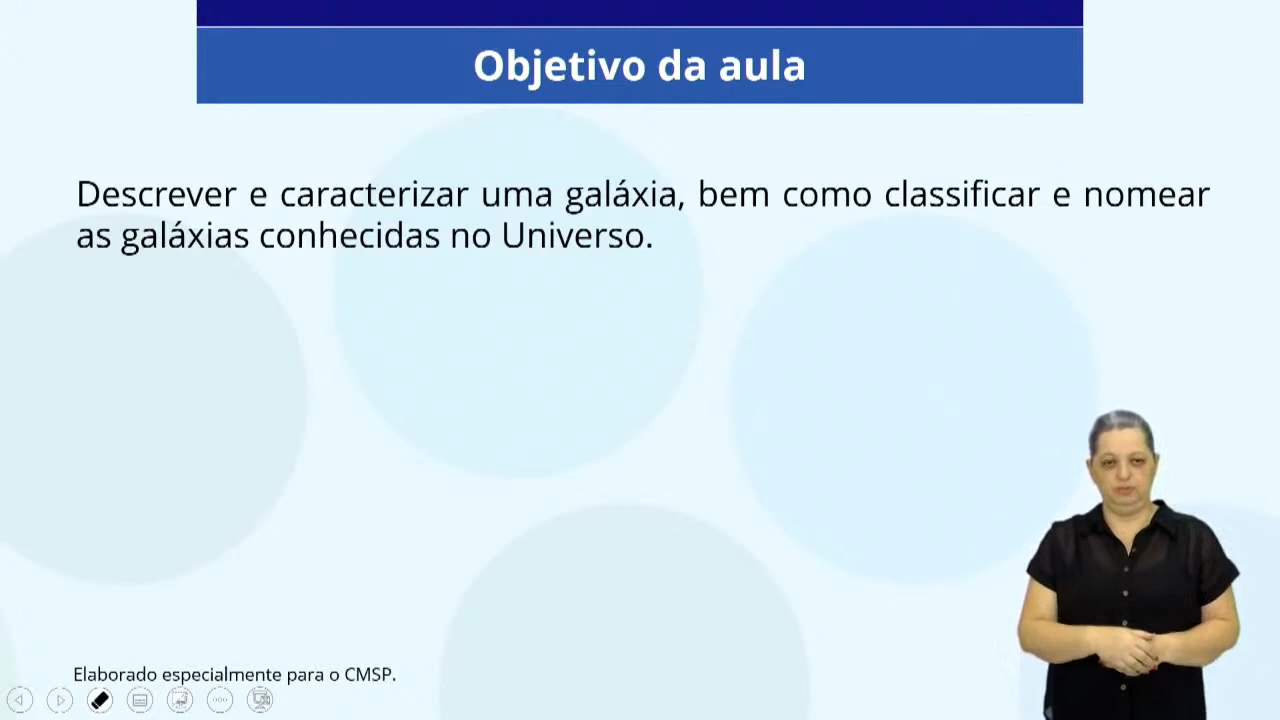 Objetivo da aula
Descrever e caracterizar uma galáxia, bem como classificar e nomear
as galáxias conhecidas no Universo.
Elaborado especialmente para o CMSP.